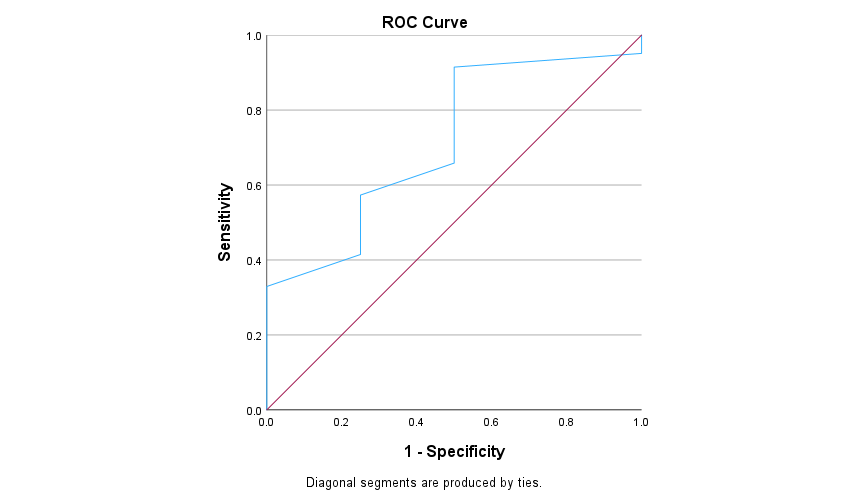 ROC Curve
1.0
0.8
0.6
0.4
0.2
0.0
Sensitivity
0.0 0.2 0.4 0.6 0.8 1.0
1 - Specificity
Diagonal segments are produced by ties.